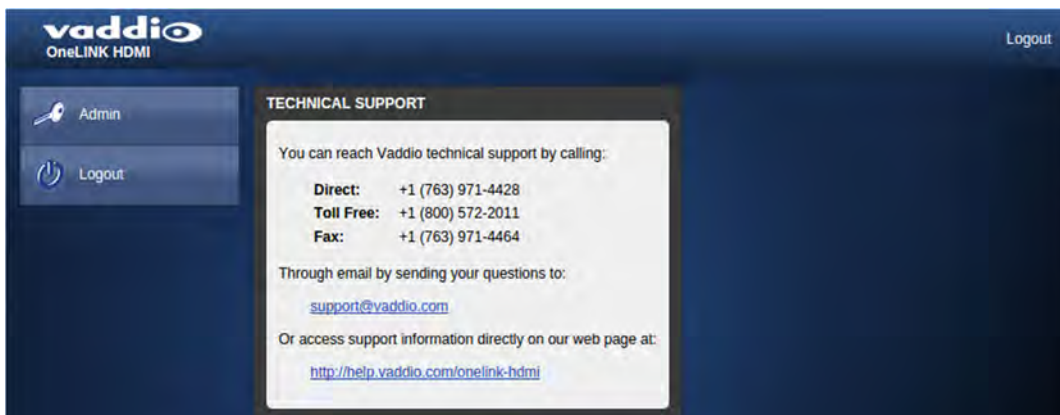 vaddio
OneLINK HDMI
Logout
Admin
Logout
TECHNICAL SUPPORT
You can reach Vaddio technical support by calling:
Direct: +1 (763) 971-4428
Toll Free: +1 (800) 572-2011
Fax: +1 (763) 971-4464
Through email by sending your questions to:
support@vaddio.com
Or access support information directly on our web page at:
http://help.vaddio.com/onelink-hdmi